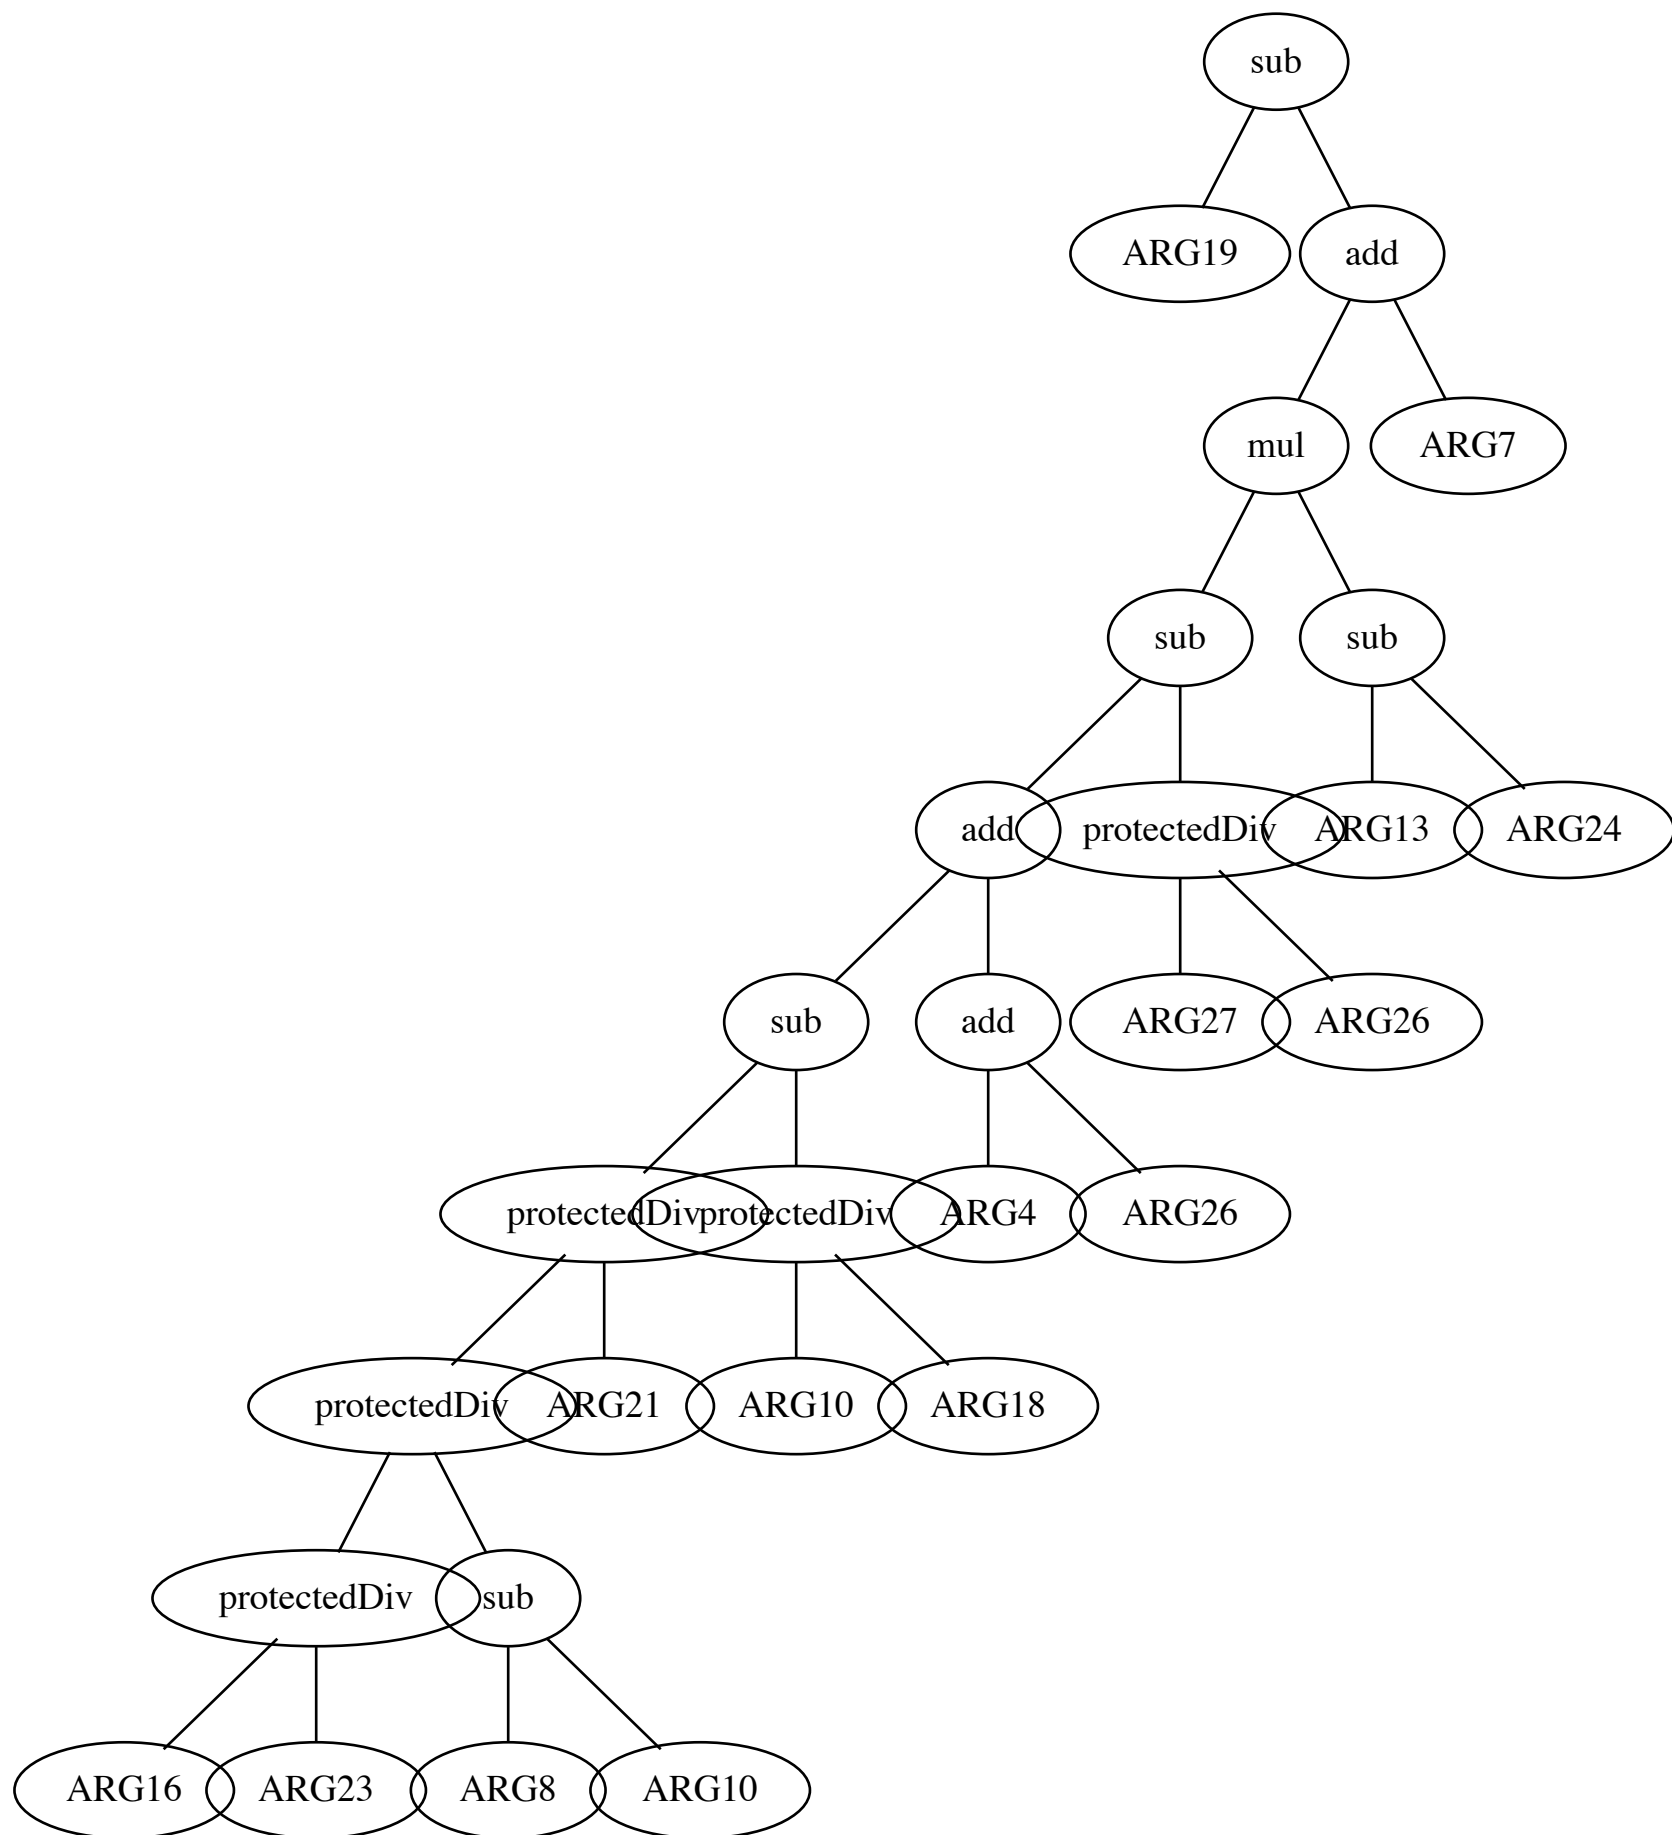 sub
ARG19 add
mul ARG7
sub sub
add protectedDiv ARG13 ARG24
sub add ARG27 ARG26
protectedDiv protectedDiv ARG4 ARG26
protectedDiv ARG21 ARG10 ARG18
protectedDiv sub
ARG16 ARG23 ARG8 ARG10